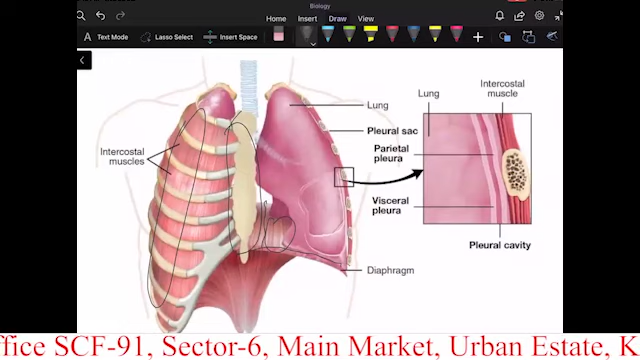 Biology
Home Insert Draw View
Text Mode Lasso Select Insert Space
Intercostal
muscles
Lung
Pleural sac
Parietal
pleura
Visceral
pleura
Diaphragm
Lung
Intercostal
muscle
Pleural cavity
ffice SCF-91, Sector-6, Main Market, Urban Estate, K